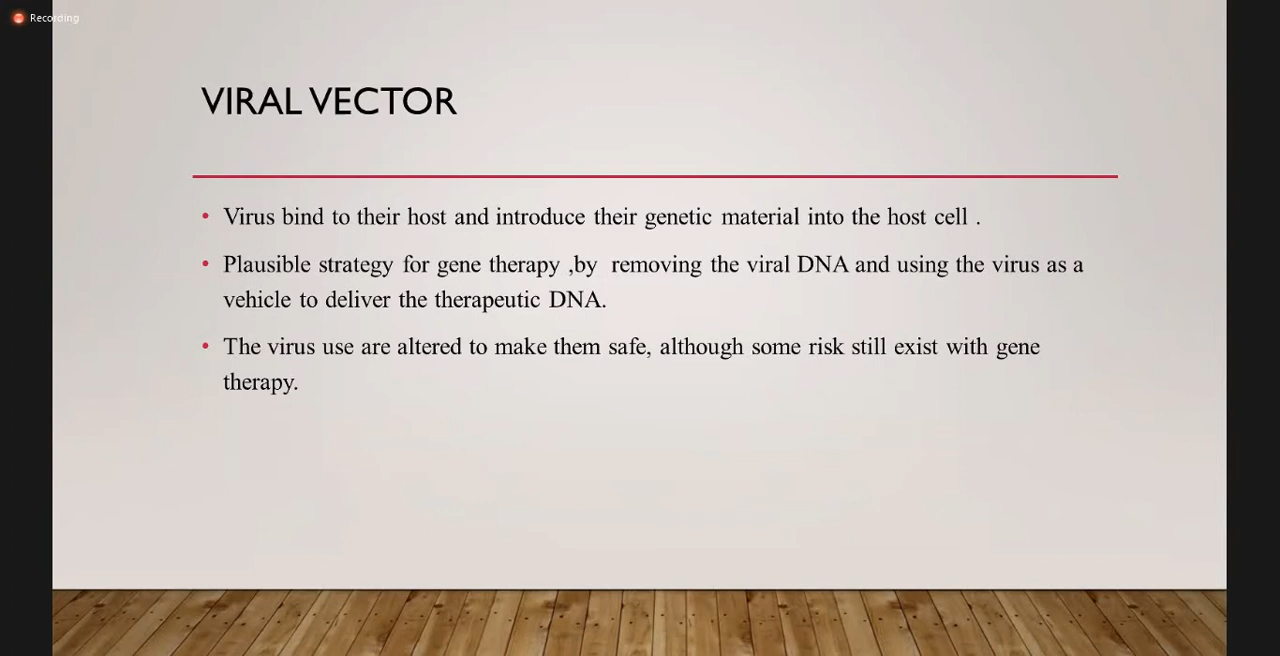 Recording
VIRAL VECTOR
• Virus bind to their host and introduce their genetic material into the host cell .
• Plausible strategy for gene therapy ,by removing the viral DNA and using the virus as a
vehicle to deliver the therapeutic DNA.
• The virus use are altered to make them safe, although some risk still exist with gene
therapy.